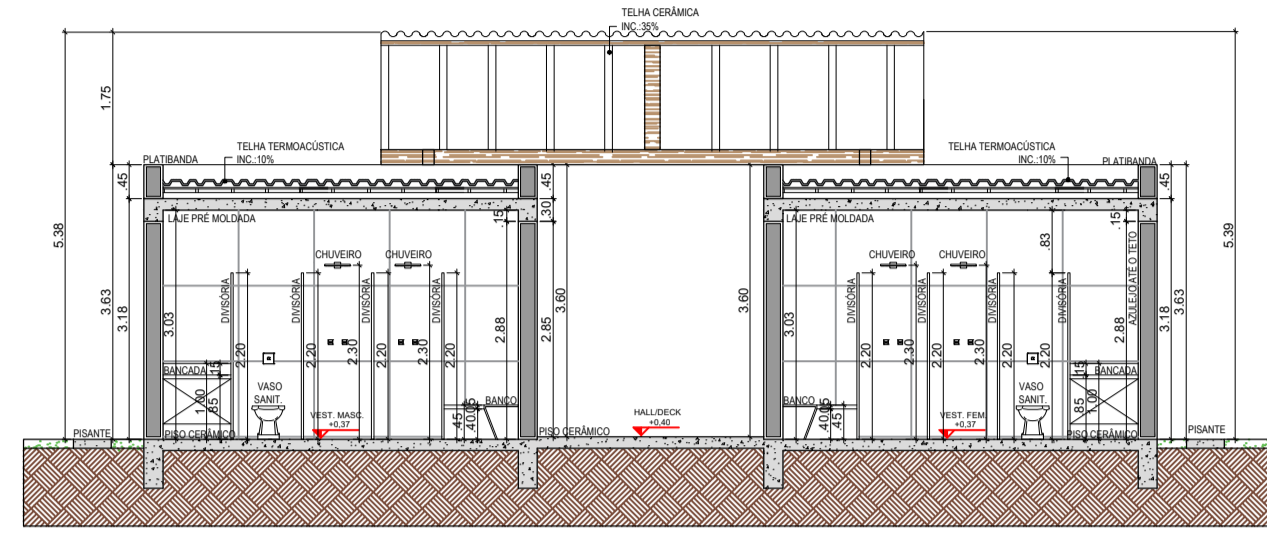 TELHA CERÂMICA
INC.:35%
1.75
5.38
5.39
TELHA TERMOACÚSTICA
INC.:10%
PLATIBANDA
.45
.45
TELHA TERMOACÚSTICA
INC.:10%
PLATIBANDA
.45
LAJE PRÉ MOLDADA
.15
.30
LAJE PRÉ MOLDADA
.15
.83
3.63
3.18
3.03
DIVISÓRIA
DIVISÓRIA
CHUVEIRO
DIVISÓRIA
CHUVEIRO
DIVISÓRIA
2.20
2.20
2.30
2.20
2.30
2.20
2.88
2.85
3.60
3.60
3.03
DIVISÓRIA
CHUVEIRO
DIVISÓRIA
CHUVEIRO
DIVISÓRIA
DIVISÓRIA
2.20
2.30
2.20
2.30
2.20
2.88
AZULEJO ATÉ O TETO
3.18
3.63
BANCADA
.15
1.00
.85
VASO
SANIT.
VEST. MASC.
+0,37
BANCO
.45
.40
.05
PISO CERÂMICO
PISANTE
PISO CERÂMICO
HALL/DECK
+0,40
BANCO
.40
.05
.45
VEST. FEM.
+0,37
VASO
SANIT.
.15
BANCADA
.85
1.00
PISO CERÂMICO
PISANTE